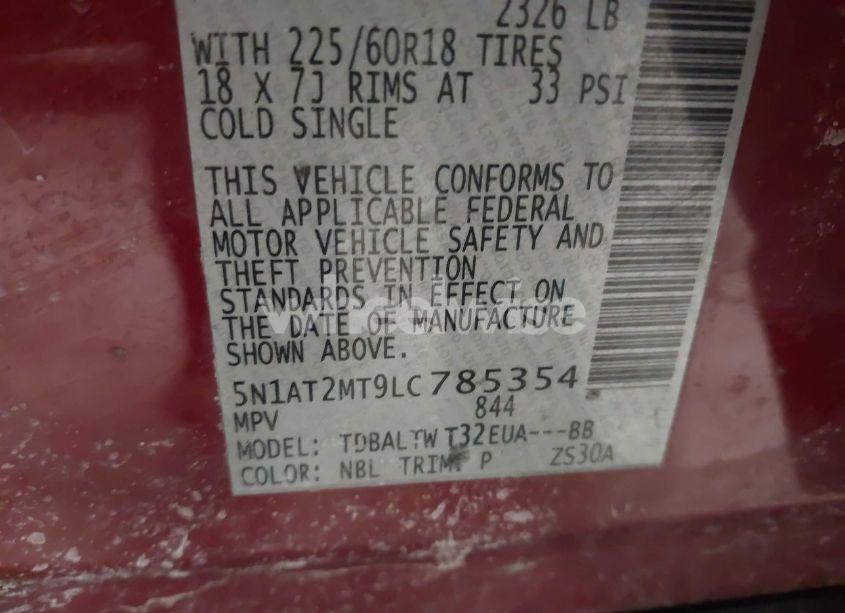 2326 LB
WITH 225/60R18 TIRES
18 X 7J RIMS AT 33 PSI
COLD SINGLE
THIS VEHICLE CONFORMS TO
ALL APPLICABLE FEDERAL
MOTOR VEHICLE SAFETY AND
THEFT PREVENTION
STANDARDS IN EFFECT ON
THE DATE OF MANUFACTURE
SHOWN ABOVE.
5N1AT2MT9LC785354
MPV 844
MODEL: TDBALTW T32EUA---BB
COLOR: NBL TRIM: P ZS30A